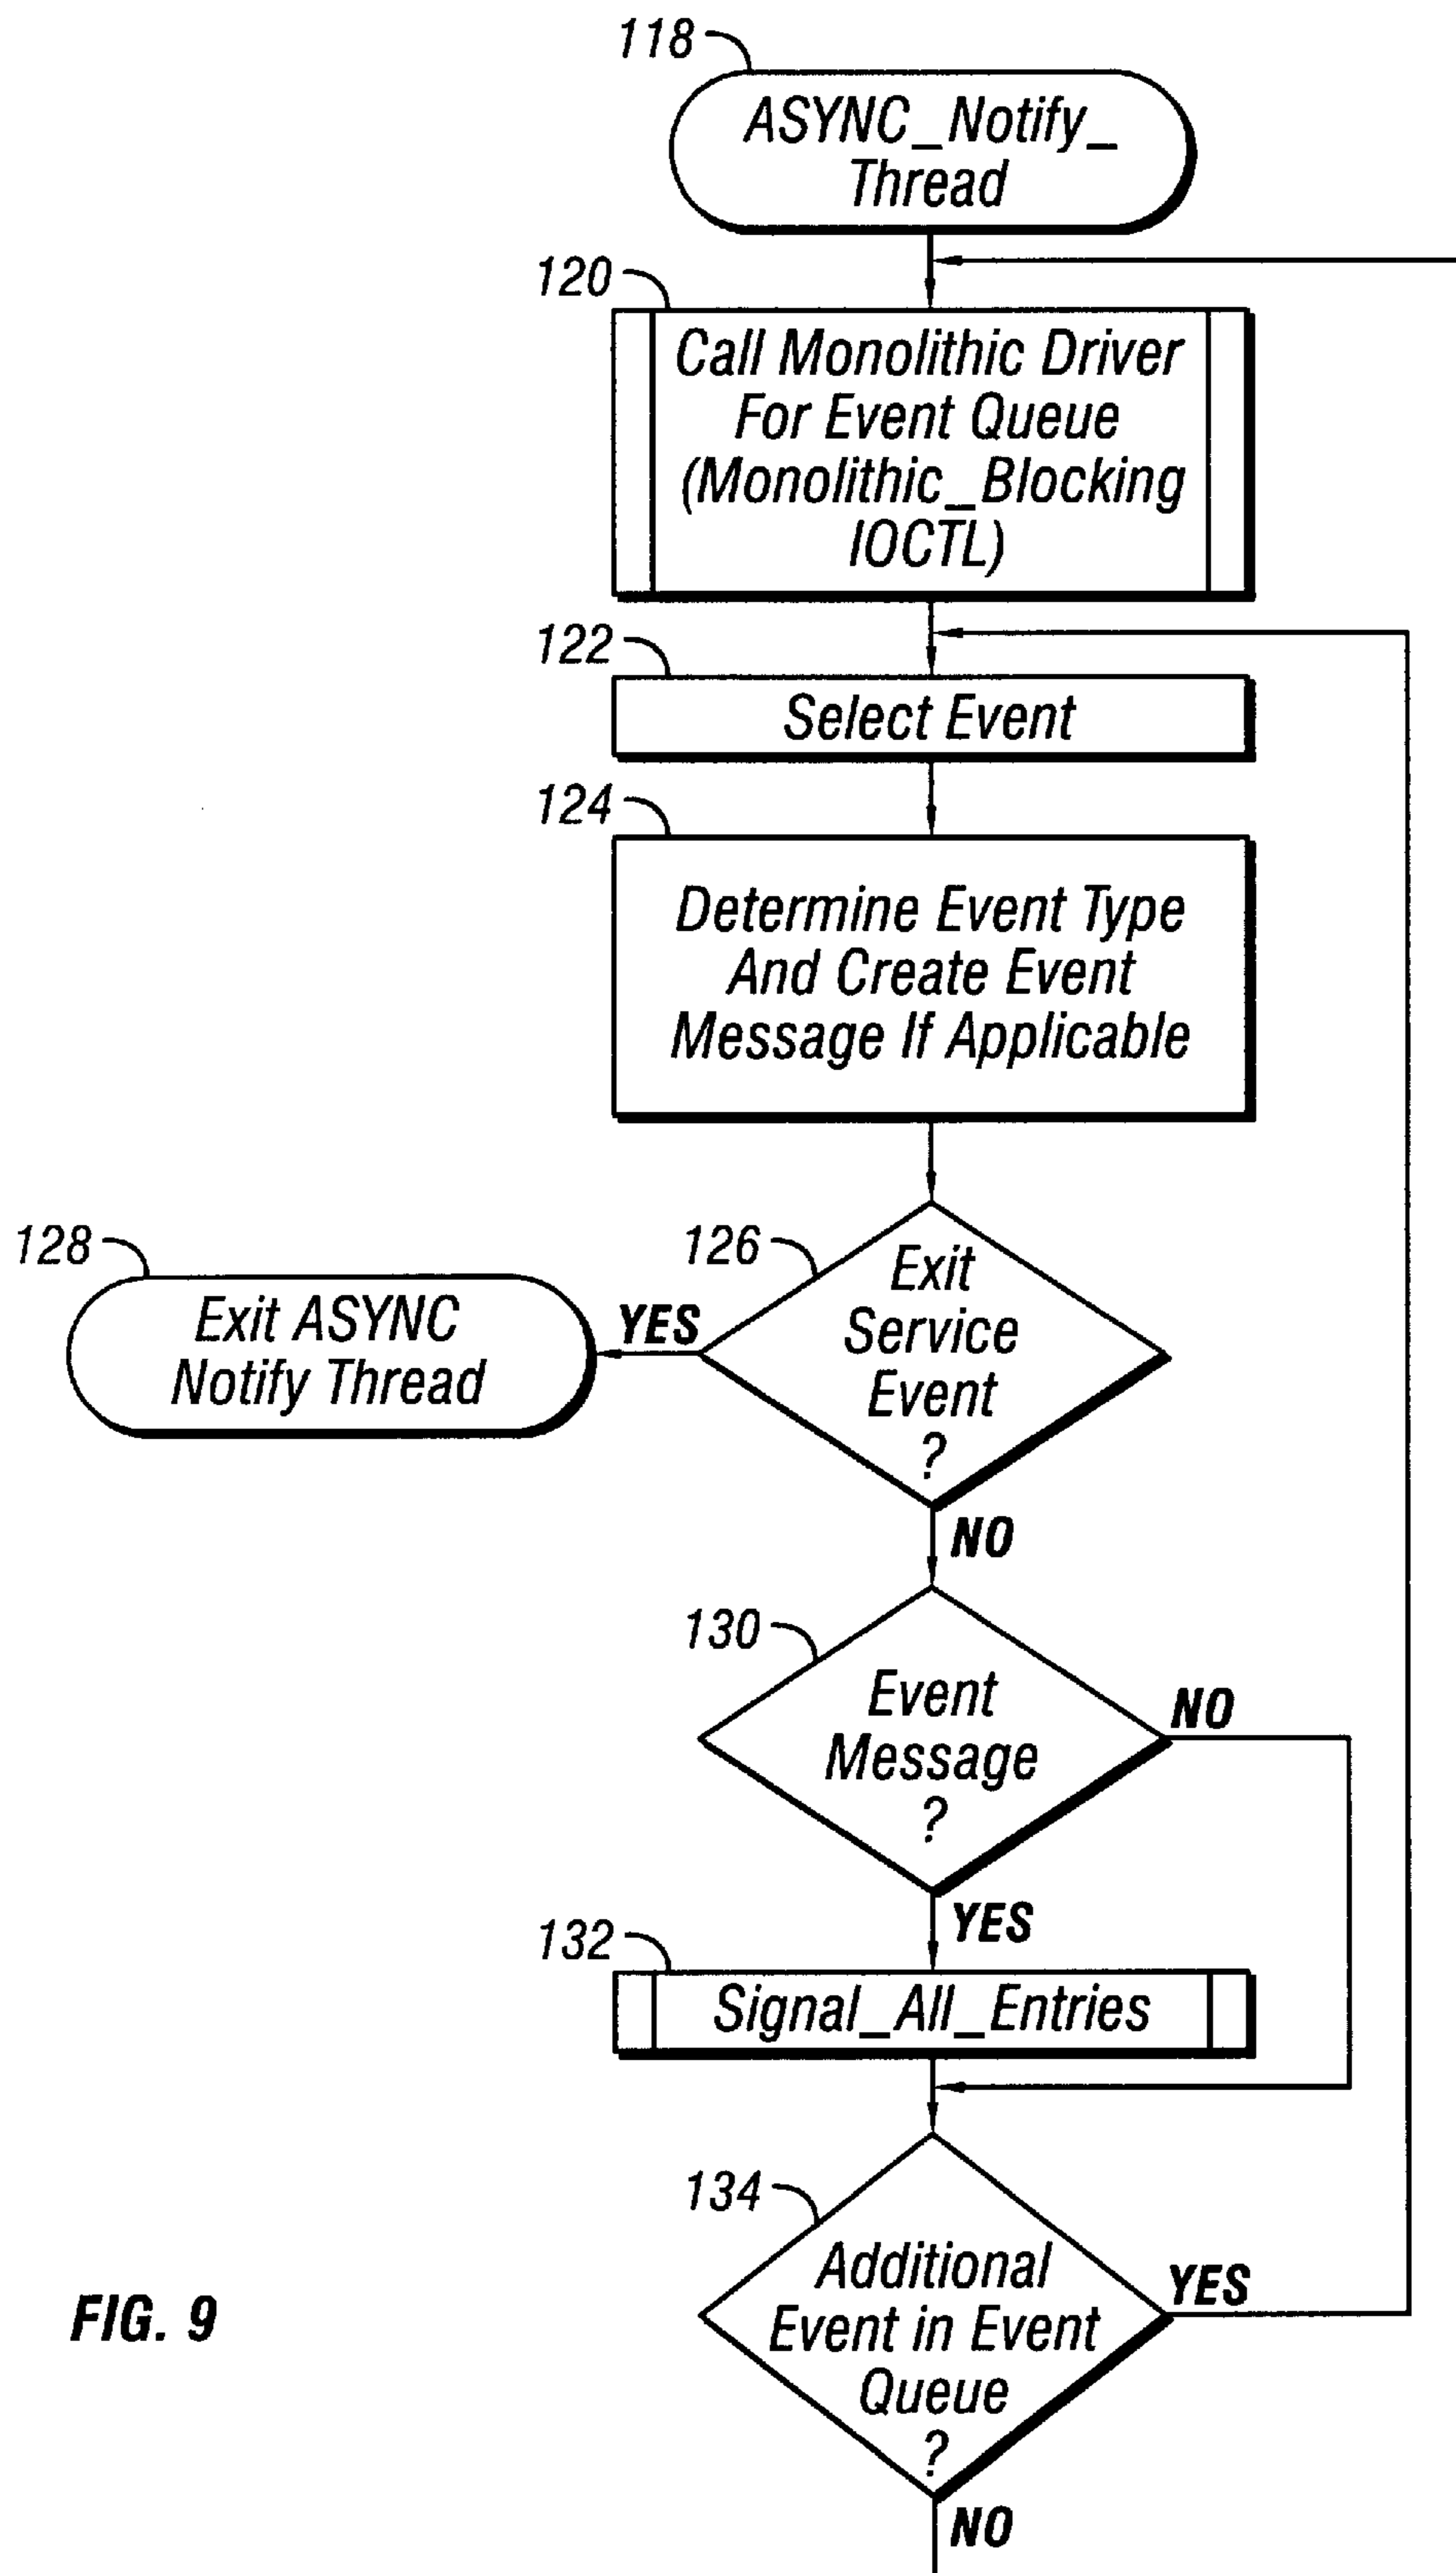 118
ASYNC_Notify_
Thread
120
Call Monolithic Driver
For Event Queue
(Monolithic_Blocking
IOCTL)
122
Select Event
124
Determine Event Type
And Create Event
Message If Applicable
128
Exit ASYNC
Notify Thread
YES
126
Exit
Service
Event
?
NO
130
Event
Message
?
NO
YES
132
Signal_All_Entries
134
Additional
Event in Event
Queue
?
YES
NO
FIG. 9